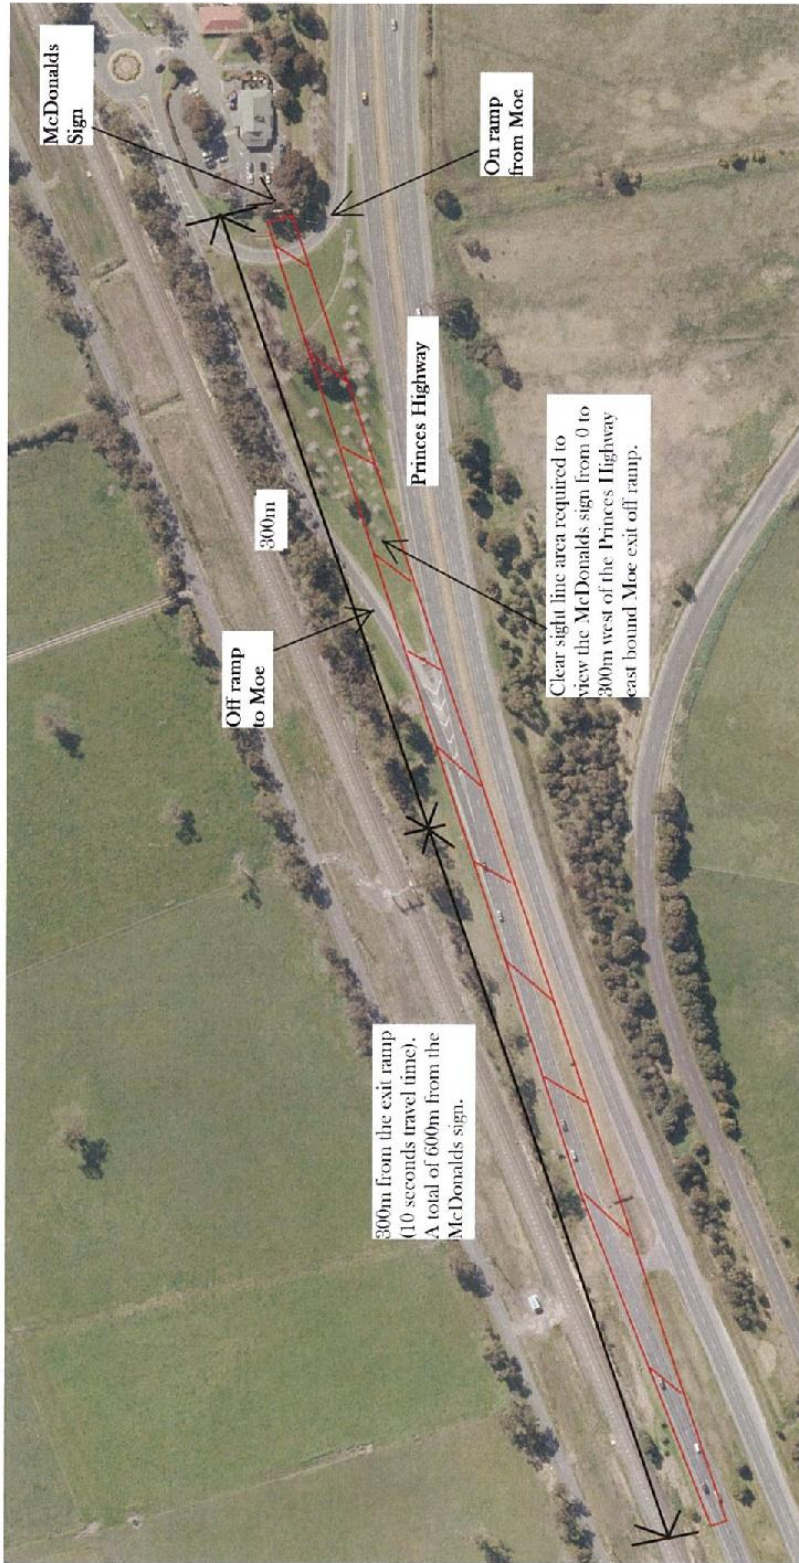 McDonalds
Sign
On ramp
from Moe
300m
Princes Highway
Off ramp
to Moe
Clear sight line area required to
view the McDonalds sign from 0 to
300m west of the Princes Highway
east bound Moe exit off ramp.
300m from the exit ramp
(10 seconds travel time).
A total of 600m from the
McDonalds sign.